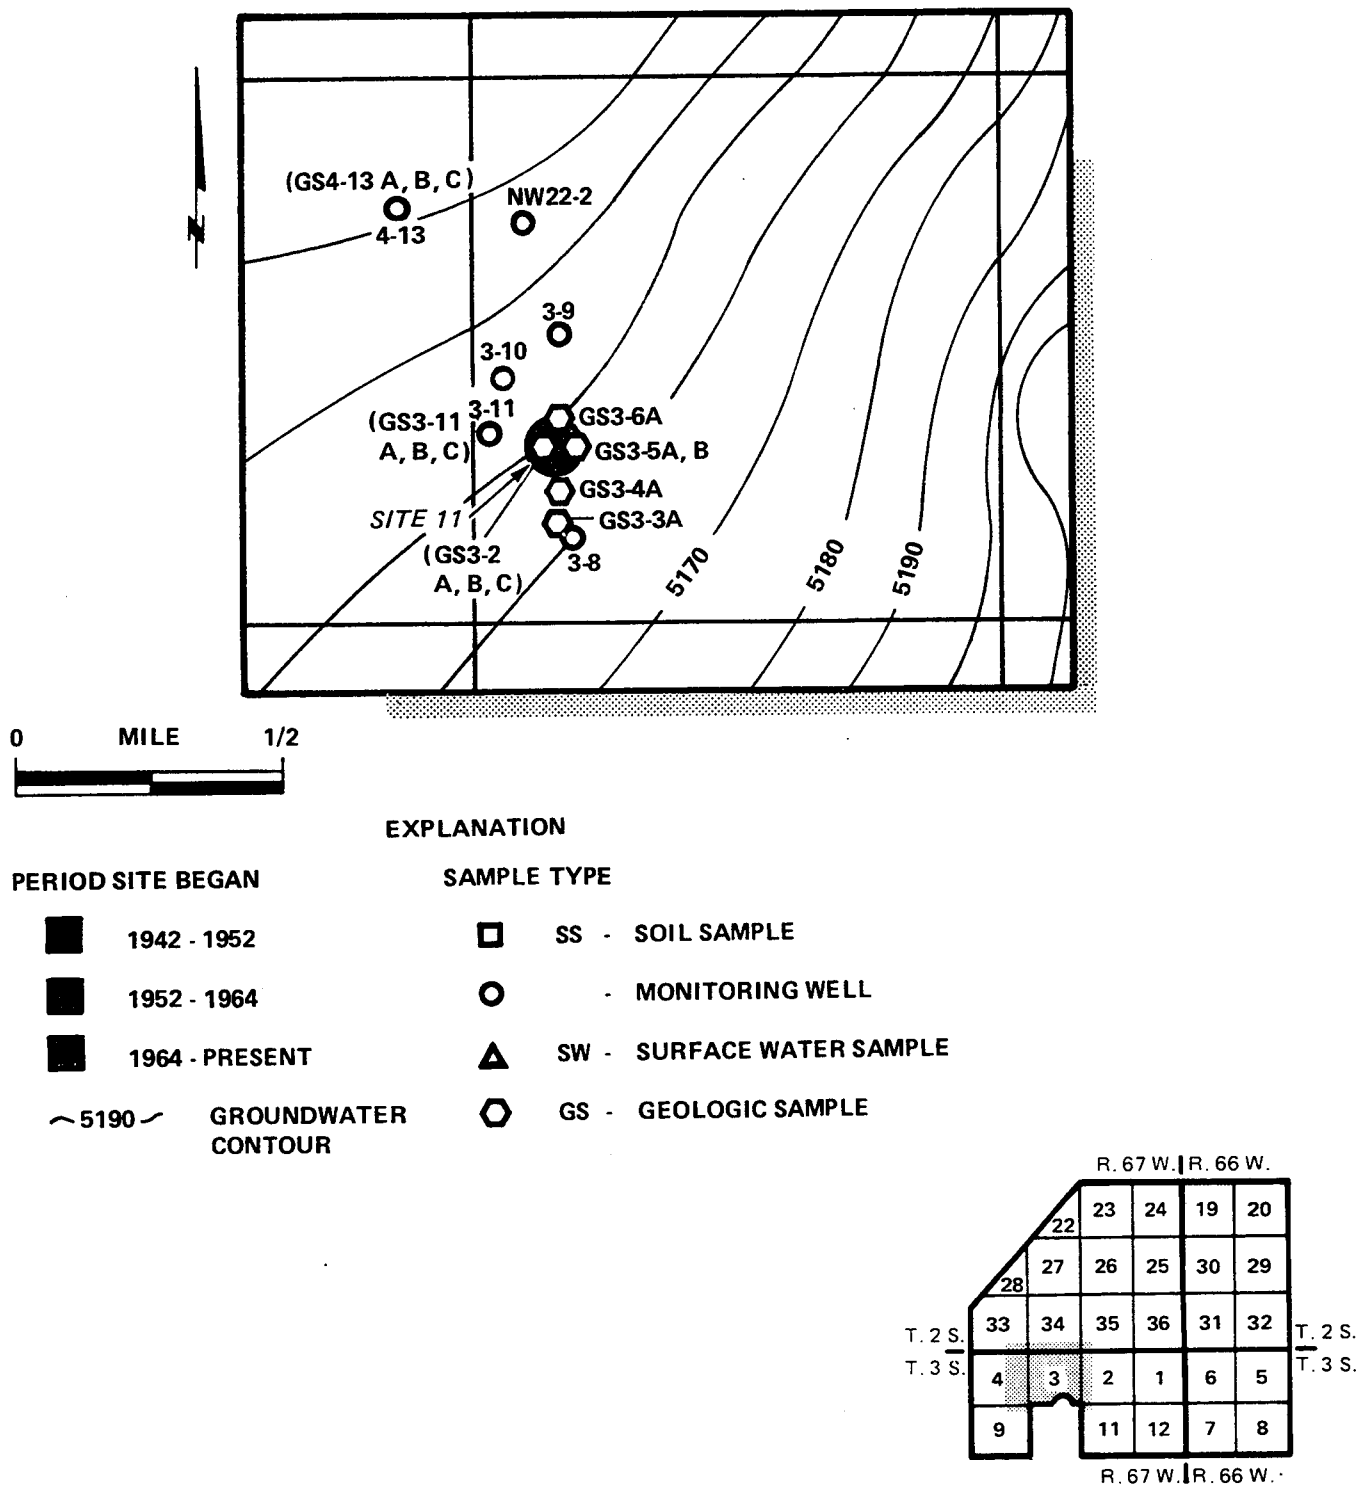 (GS4-13 A, B, C)
NW22-2
4-13
3-9
3-10
3-11
(GS3-11
A, B, C)
GS3-6A
GS3-5A, B
GS3-4A
SITE 11
GS3-3A
(GS3-2
A, B, C)
3-8
5170
5180
5190
N
0 MILE 1/2
EXPLANATION
PERIOD SITE BEGAN
1942 - 1952
1952 - 1964
1964 - PRESENT
5190
GROUNDWATER
CONTOUR
SAMPLE TYPE
SS - SOIL SAMPLE
- MONITORING WELL
SW - SURFACE WATER SAMPLE
GS - GEOLOGIC SAMPLE
R. 67 W. R. 66 W.
22 23 24 19 20
28 27 26 25 30 29
33 34 35 36 31 32
T. 2 S. T. 2 S.
T. 3 S. T. 3 S.
4 3 2 1 6 5
9 11 12 7 8
R. 67 W. R. 66 W.